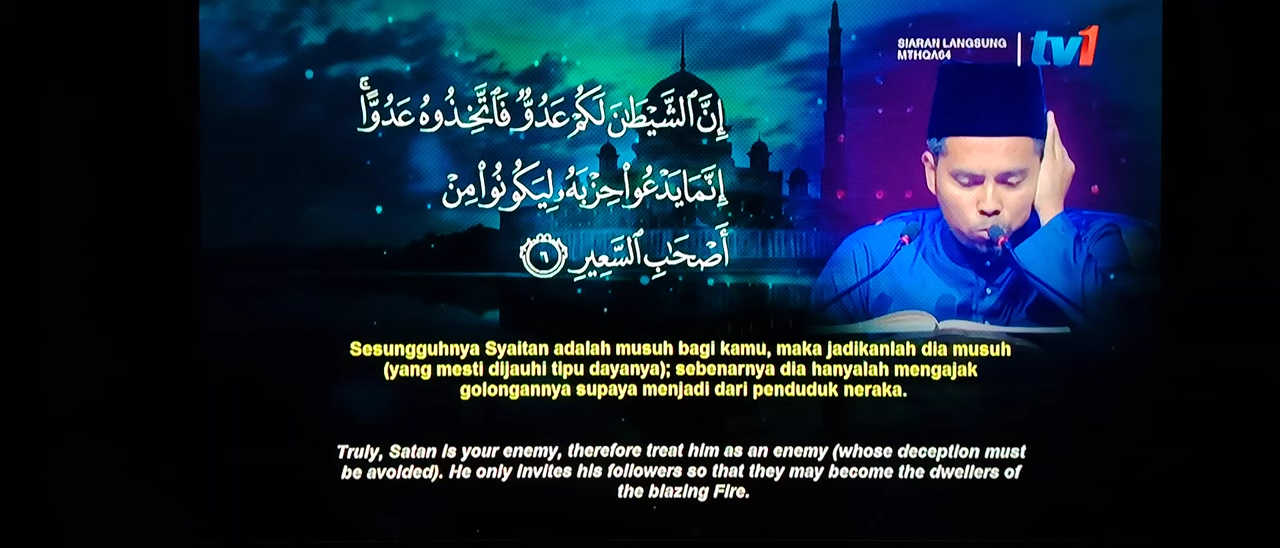 SIARAN LANGSUNG
MTHQA64
tv1
إِنَّ ٱلشَّيْطَٰنَ لَكُمْ عَدُوٌّ فَٱتَّخِذُوهُ عَدُوًّا ۚ
إِنَّمَا يَدْعُوا۟ حِزْبَهُۥ لِيَكُونُوا۟ مِنْ
أَصْحَٰبِ ٱلسَّعِيرِ ٦
Sesungguhnya Syaitan adalah musuh bagi kamu, maka jadikanlah dia musuh
(yang mesti dijauhi tipu dayanya); sebenarnya dia hanyalah mengajak
golongannya supaya menjadi dari penduduk neraka.
Truly, Satan is your enemy, therefore treat him as an enemy (whose deception must
be avoided). He only invites his followers so that they may become the dwellers of
the blazing Fire.